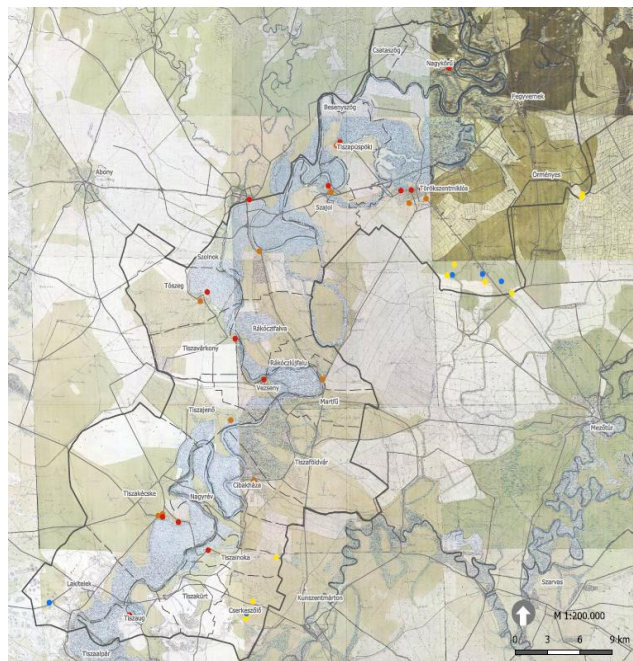 Csataszög
Nagykörű
Fegyvernek
Besenyszög
Tiszapüspöki
Abony
Örményes
Törökszentmiklós
Szajol
Szolnok
Tószeg
Rákóczifalva
Tiszavárkony
Rákócziújfalu
Vezseny
Martfű
Tiszajenő
Mezőtúr
Tiszaföldvár
Cibakháza
Tiszakécske
Nagyrév
Tiszainoka
Lakitelek
Szarvas
Tiszakürt
Kunszentmárton
Cserkeszőlő
Tiszaug
M 1:200.000
0 3 6 9 km
Tiszaalpár